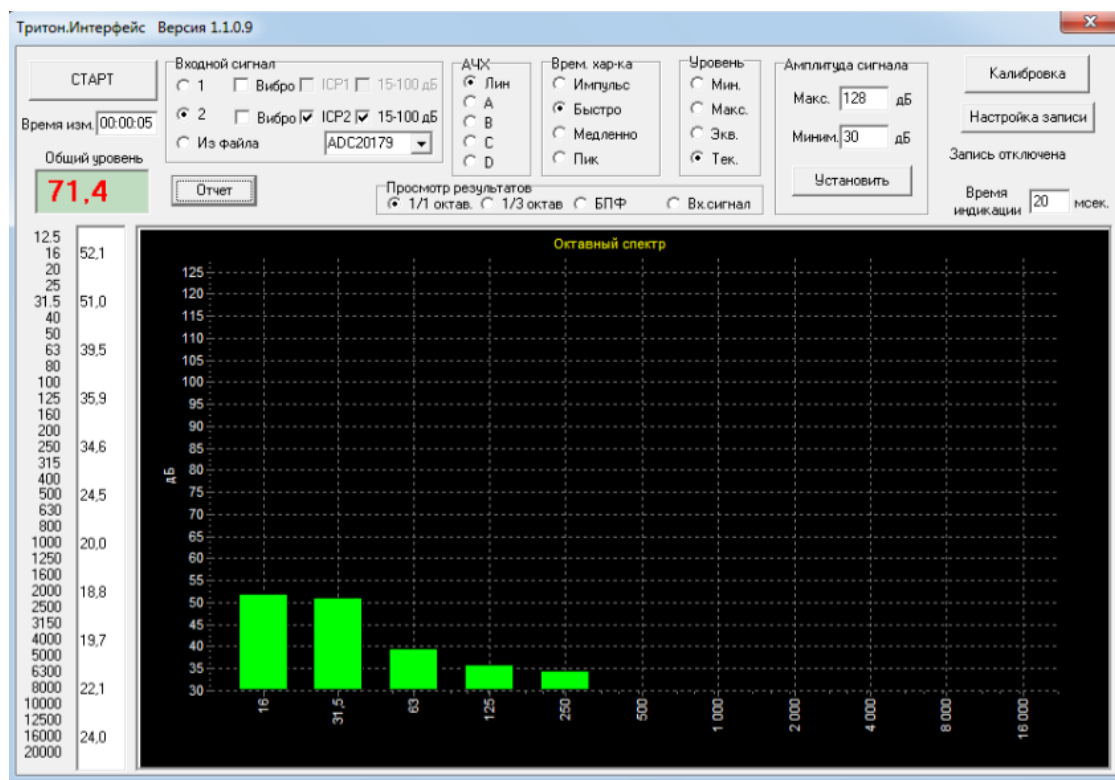 Тритон.Интерфейс Версия 1.1.0.9
СТАРТ
Время изм. 00:00:05
Общий уровень
71,4
Входной сигнал
1 Вибро ICP1 15-100 дБ
2 Вибро ICP2 15-100 дБ
Из файла ADC20179
Отчет
АЧХ
Лин
A
B
C
D
Врем. хар-ка
Импульс
Быстро
Медленно
Пик
Уровень
Мин.
Макс.
Экв.
Тек.
Амплитуда сигнала
Макс. 128 дБ
Миним. 30 дБ
Установить
Калибровка
Настройка записи
Запись отключена
Время
индикации 20 мсек.
Просмотр результатов
1/1 октав. 1/3 октав БПФ Вх.сигнал
12.5
16 52,1
20
25
31.5 51,0
40
50
63 39,5
80
100
125 35,9
160
200
250 34,6
315
400
500 24,5
630
800
1000 20,0
1250
1600
2000 18,8
2500
3150
4000 19,7
5000
6300
8000 22,1
10000
12500
16000 24,0
20000
Октавный спектр
дБ
125
120
115
110
105
100
95
90
85
80
75
70
65
60
55
50
45
40
35
30
16 31,5 63 125 250 500 1 000 2 000 4 000 8 000 16 000